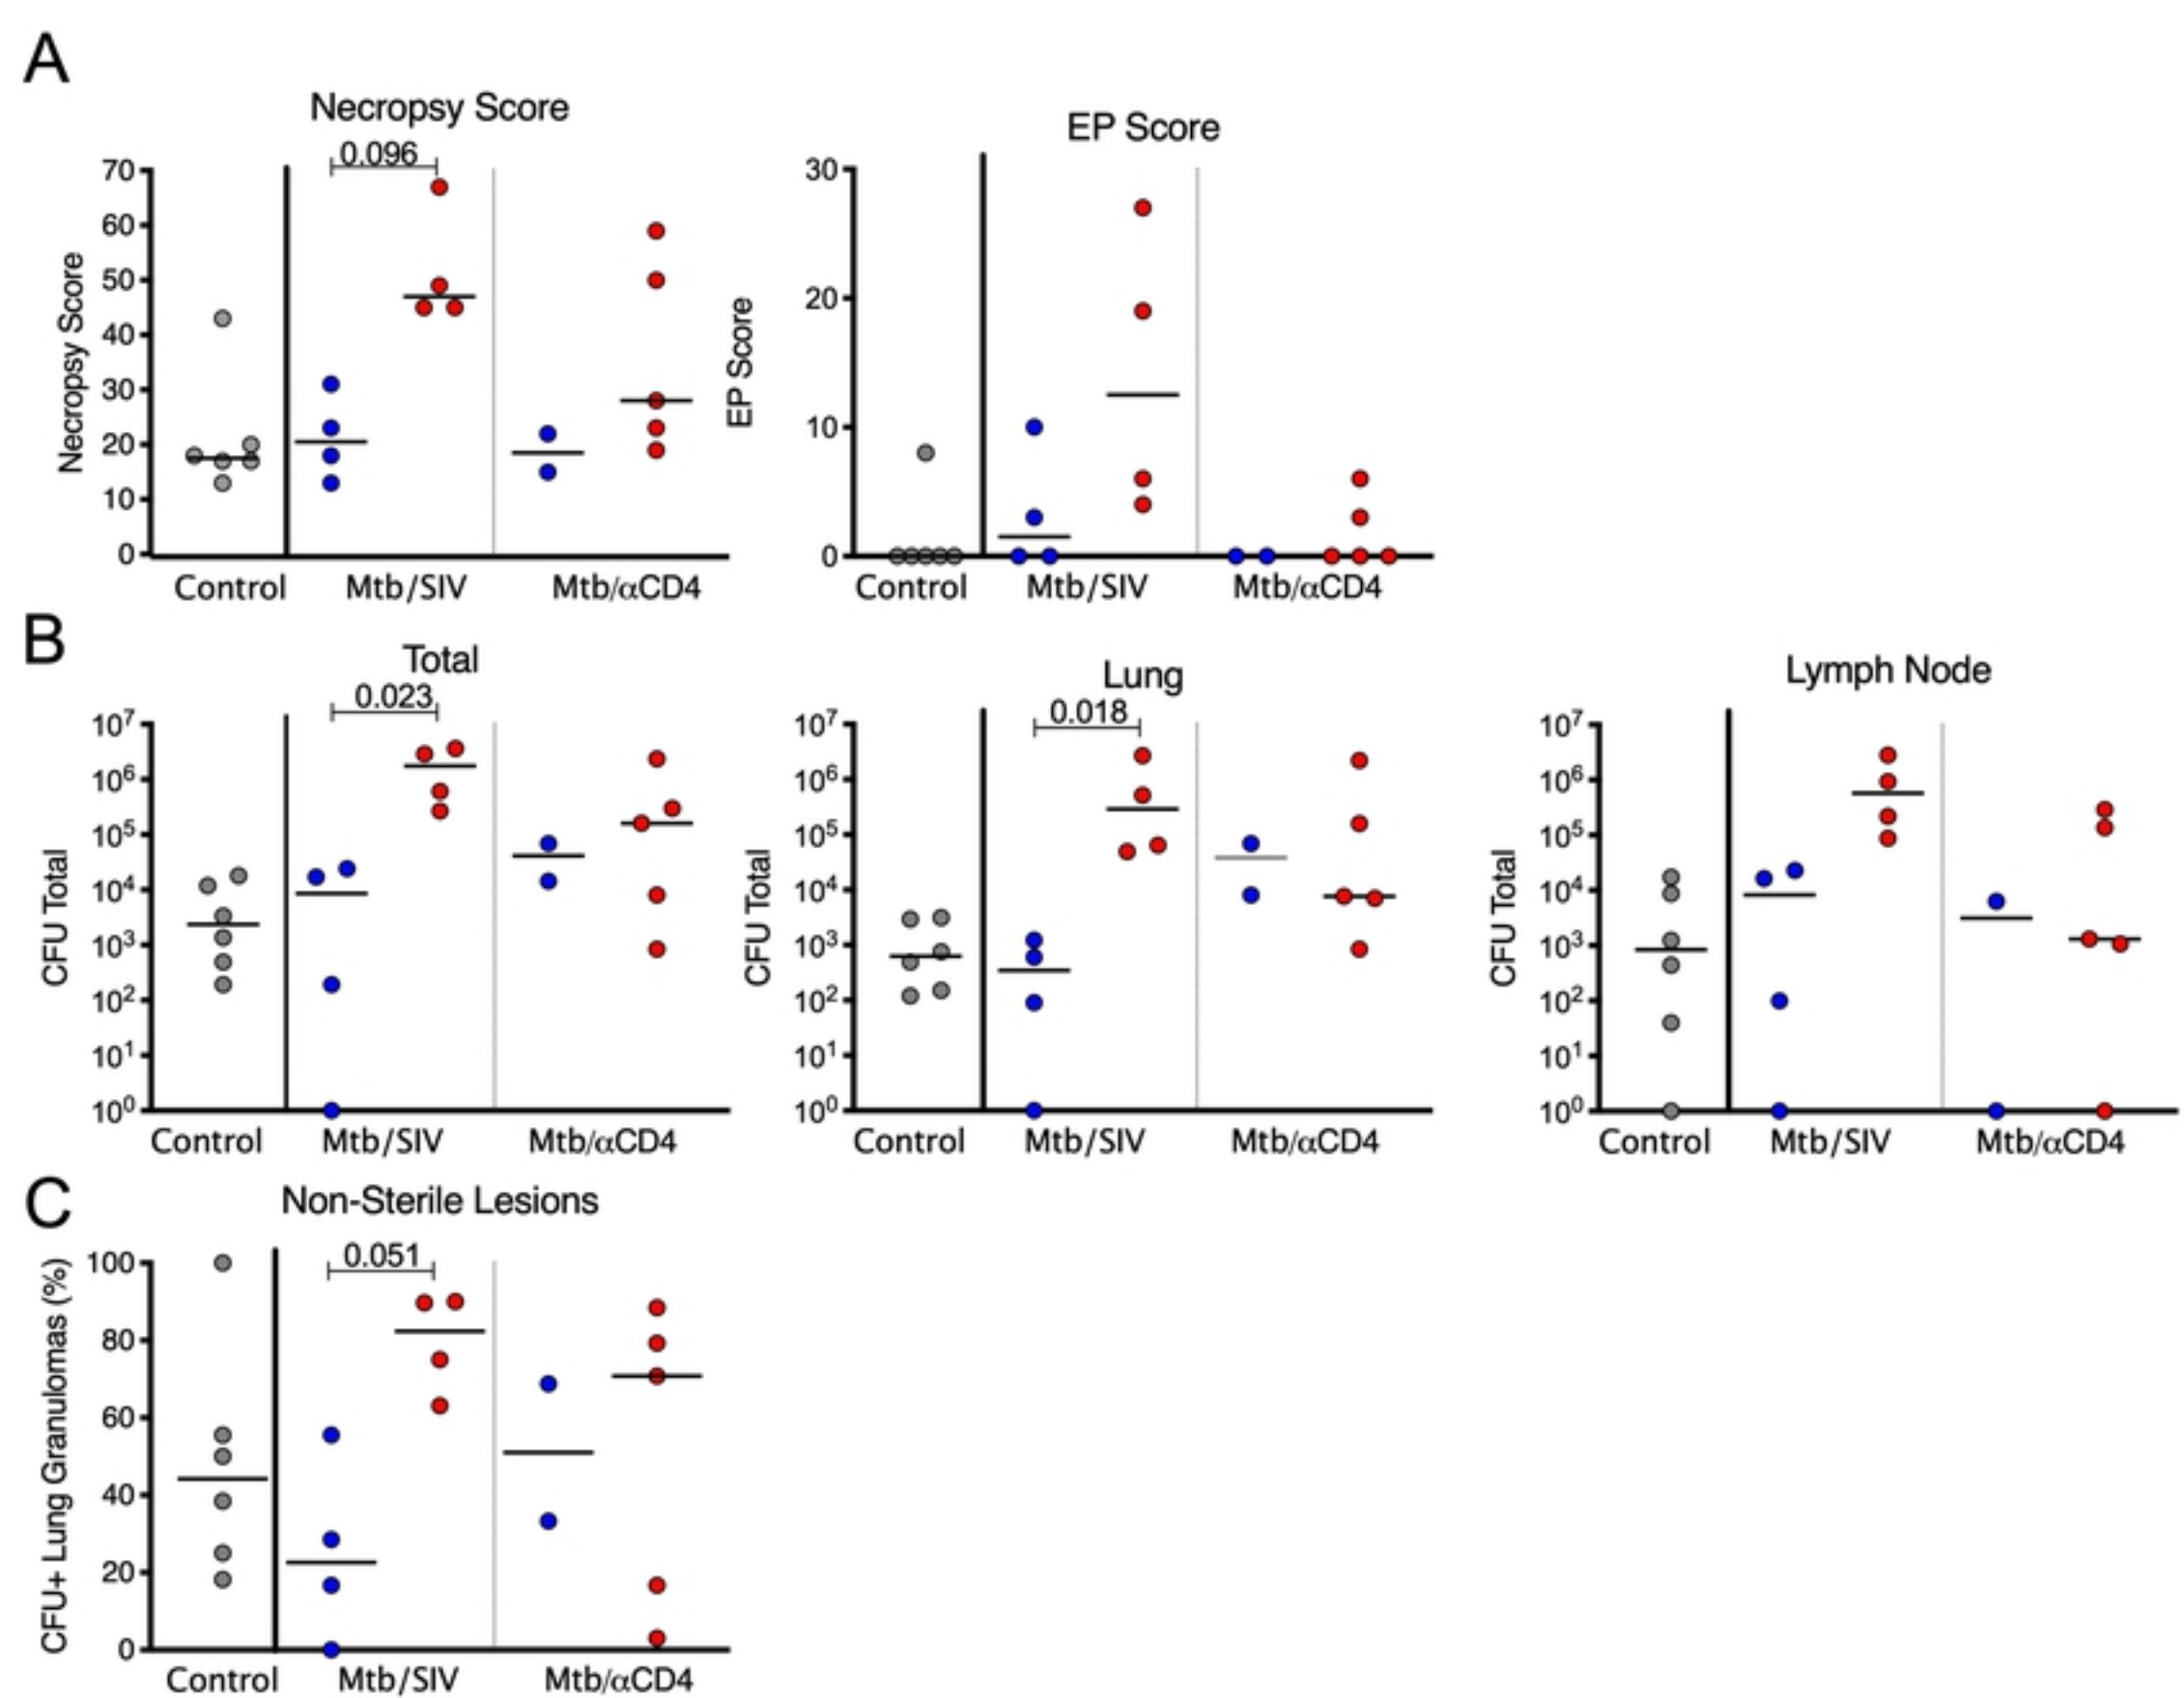 A
Necropsy Score
0.096
Necropsy Score
70
60
50
40
30
20
10
0
Control Mtb/SIV Mtb/αCD4
EP Score
EP Score
30
20
10
0
Control Mtb/SIV Mtb/αCD4
B
Total
0.023
CFU Total
10⁷
10⁶
10⁵
10⁴
10³
10²
10¹
10⁰
Control Mtb/SIV Mtb/αCD4
Lung
0.018
CFU Total
10⁷
10⁶
10⁵
10⁴
10³
10²
10¹
10⁰
Control Mtb/SIV Mtb/αCD4
Lymph Node
CFU Total
10⁷
10⁶
10⁵
10⁴
10³
10²
10¹
10⁰
Control Mtb/SIV Mtb/αCD4
C
Non-Sterile Lesions
0.051
CFU+ Lung Granulomas (%)
100
80
60
40
20
0
Control Mtb/SIV Mtb/αCD4